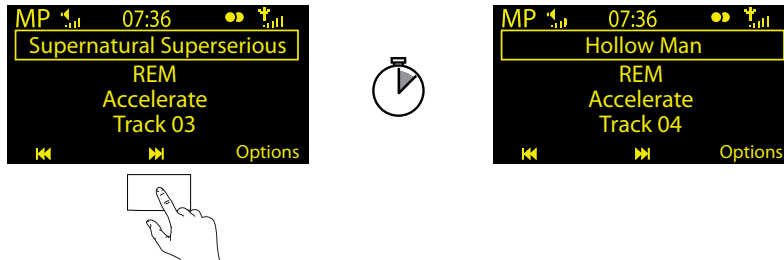 MP 07:36
Supernatural Superserious
REM
Accelerate
Track 03
Options
MP 07:36
Hollow Man
REM
Accelerate
Track 04
Options